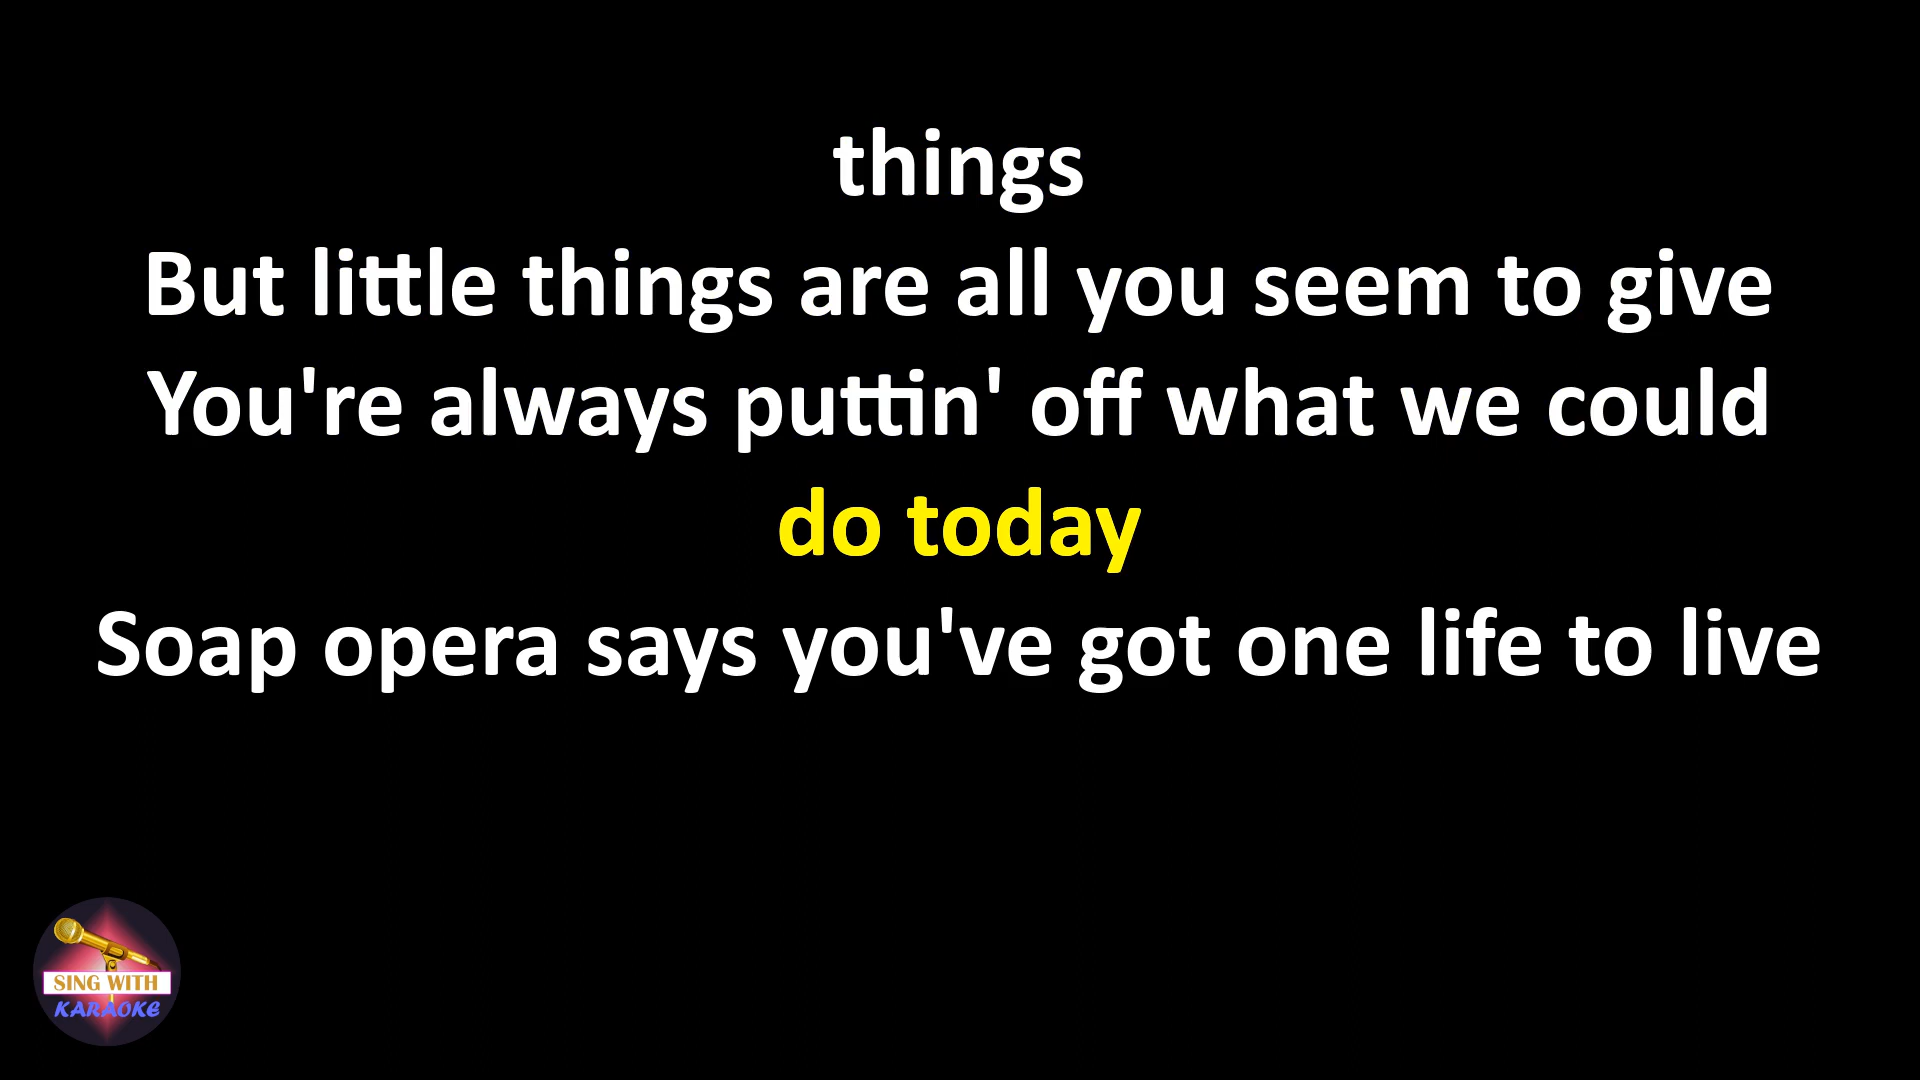 things
But little things are all you seem to give
You're always puttin' off what we could
do today
Soap opera says you've got one life to live
SING WITH
KARAOKE